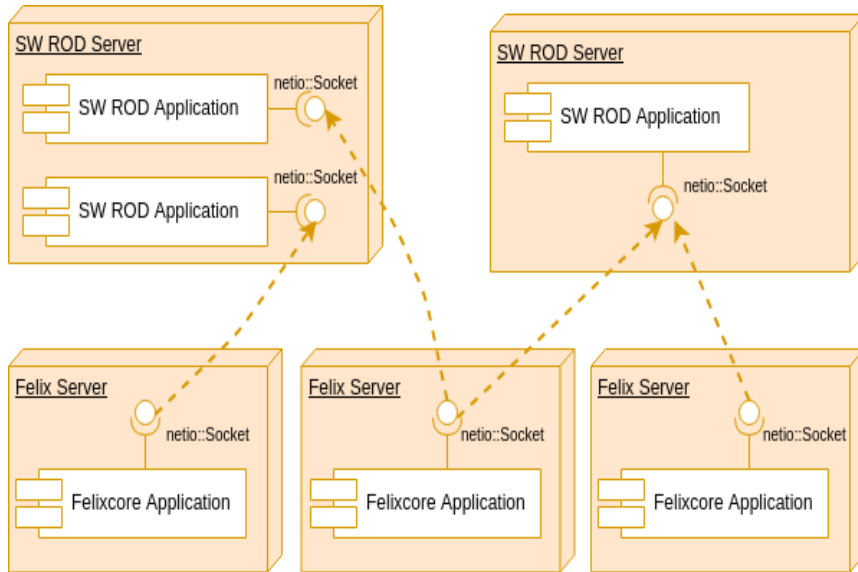 SW ROD Server
netio::Socket
SW ROD Application
netio::Socket
SW ROD Application
SW ROD Server
SW ROD Application
netio::Socket
Felix Server
netio::Socket
Felixcore Application
Felix Server
netio::Socket
Felixcore Application
Felix Server
netio::Socket
Felixcore Application